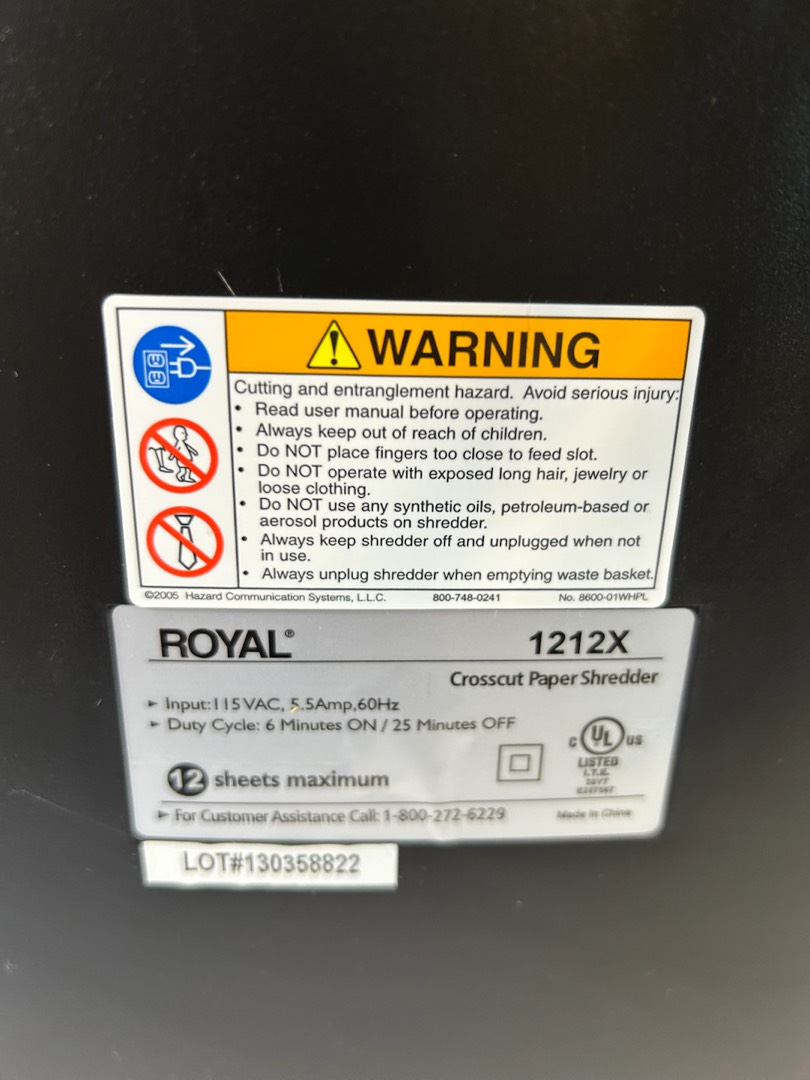 WARNING
Cutting and entranglement hazard. Avoid serious injury:
• Read user manual before operating.
• Always keep out of reach of children.
• Do NOT place fingers too close to feed slot.
• Do NOT operate with exposed long hair, jewelry or
loose clothing.
• Do NOT use any synthetic oils, petroleum-based or
aerosol products on shredder.
• Always keep shredder off and unplugged when not
in use.
• Always unplug shredder when emptying waste basket.
©2005 Hazard Communication Systems, L.L.C. 800-748-0241 No. 8600-01WHPL
ROYAL® 1212X
Crosscut Paper Shredder
► Input:115VAC, 5.5Amp,60Hz
► Duty Cycle: 6 Minutes ON / 25 Minutes OFF
C UL US
LISTED
I.T.E.
12 sheets maximum
► For Customer Assistance Call: 1-800-272-6229 Made in China
LOT#130358822